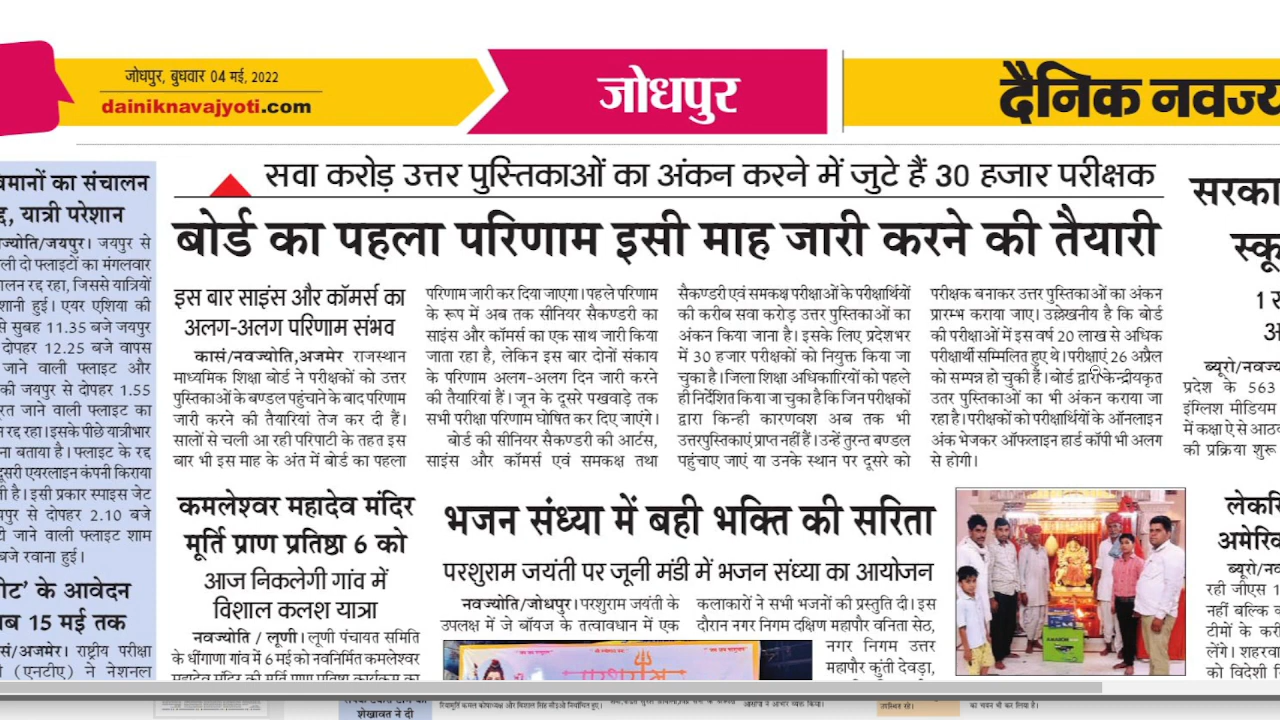 जोधपुर, बुधवार 04 मई, 2022
dainiknavajyoti.com
जोधपुर
दैनिक
का संचालन
यात्री परेशान
जयपुर से
ली दो फ्लाइटों का मंगलवार
रद्द रहा, जिससे यात्रियों
हुई। एयर एशिया की
से सुबह 11.35 बजे जयपुर
दोपहर 12.25 बजे वापस
जाने वाली फ्लाइट और
की जयपुर से दोपहर 1.55
जाने वाली फ्लाइट का
रद्द रहा। इसके पीछे यात्रीभार
बताया है। फ्लाइट के रद्द
एयरलाइन कंपनी किराया
है। इसी प्रकार स्पाइस जेट
से दोपहर 2.10 बजे
जाने वाली फ्लाइट शाम
बजे रवाना हुई।
के आवेदन
15 मई तक
राष्ट्रीय परीक्षा
(एनटीए) ने नेशनल
सवा करोड़ उत्तर पुस्तिकाओं का अंकन करने में जुटे हैं 30 हजार परीक्षक
बोर्ड का पहला परिणाम इसी माह जारी करने की तैयारी
इस बार साइंस और कॉमर्स का
अलग-अलग परिणाम संभव
कासं/नवज्योति,अजमेर राजस्थान
माध्यमिक शिक्षा बोर्ड ने परीक्षकों को उत्तर
पुस्तिकाओं के बण्डल पहुंचाने के बाद परिणाम
जारी करने की तैयारियां तेज कर दी हैं।
सालों से चली आ रही परिपाटी के तहत इस
बार भी इस माह के अंत में बोर्ड का पहला
परिणाम जारी कर दिया जाएगा। पहले परिणाम
के रूप में अब तक सीनियर सैकण्डरी का
साइंस और कॉमर्स का एक साथ जारी किया
जाता रहा है, लेकिन इस बार दोनों संकाय
के परिणाम अलग-अलग दिन जारी करने
की तैयारियां हैं। जून के दूसरे पखवाड़े तक
सभी परीक्षा परिणाम घोषित कर दिए जाएंगे।
बोर्ड की सीनियर सैकण्डरी की आर्टस,
साइंस और कॉमर्स एवं समकक्ष तथा
सैकण्डरी एवं समकक्ष परीक्षाओं के परीक्षार्थियों
की करीब सवा करोड़ उत्तर पुस्तिकाओं का
अंकन किया जाना है। इसके लिए प्रदेशभर
में 30 हजार परीक्षकों को नियुक्त किया जा
चुका है। जिला शिक्षा अधिकारियों को पहले
ही निर्देशित किया जा चुका है कि जिन परीक्षकों
द्वारा किन्ही कारणवश अब तक भी
उत्तरपुस्तिकाएं प्राप्त नहीं हैं। उन्हें तुरन्त बण्डल
पहुंचाए जाएं या उनके स्थान पर दूसरे को
परीक्षक बनाकर उत्तर पुस्तिकाओं का अंकन
प्रारम्भ कराया जाए। उल्लेखनीय है कि बोर्ड
की परीक्षाओं में इस वर्ष 20 लाख से अधिक
परीक्षार्थी सम्मिलित हुए थे। परीक्षाएं 26 अप्रैल
को सम्पन्न हो चुकी हैं। बोर्ड द्वारा केन्द्रीयकृत
उत्तर पुस्तिकाओं का भी अंकन कराया जा
रहा है। परीक्षकों को परीक्षार्थियों के ऑनलाइन
अंक भेजकर ऑफलाइन हार्ड कॉपी भी अलग
से होगी।
1
ब्यूरो
प्रदेश के 563
इंग्लिश मीडियम
में कक्षा ऐ से
की प्रक्रिया शुरू
कमलेश्वर महादेव मंदिर
मूर्ति प्राण प्रतिष्ठा 6 को
आज निकलेगी गांव में
विशाल कलश यात्रा
नवज्योति / लूणी। लूणी पंचायत समिति
के धींगाणा गांव में 6 मई को नवनिर्मित कमलेश्वर
महादेव मंदिर की मूर्ति प्राण प्रतिष्ठा कार्यक्रम का
भजन संध्या में बही भक्ति की सरिता
परशुराम जयंती पर जूनी मंडी में भजन संध्या का आयोजन
नवज्योति/जोधपुर। परशुराम जयंती के
उपलक्ष में जे बॉयज के तत्वावधान में एक
कलाकारों ने सभी भजनों की प्रस्तुति दी। इस
दौरान नगर निगम दक्षिण महापौर वनिता सेठ,
नगर निगम उत्तर
महापौर कुंती देवड़ा,
ब्यूरो
रही जीएस
नहीं बल्कि
टीमों के
लेंगे।
को विदेशी
शेखावत ने दी